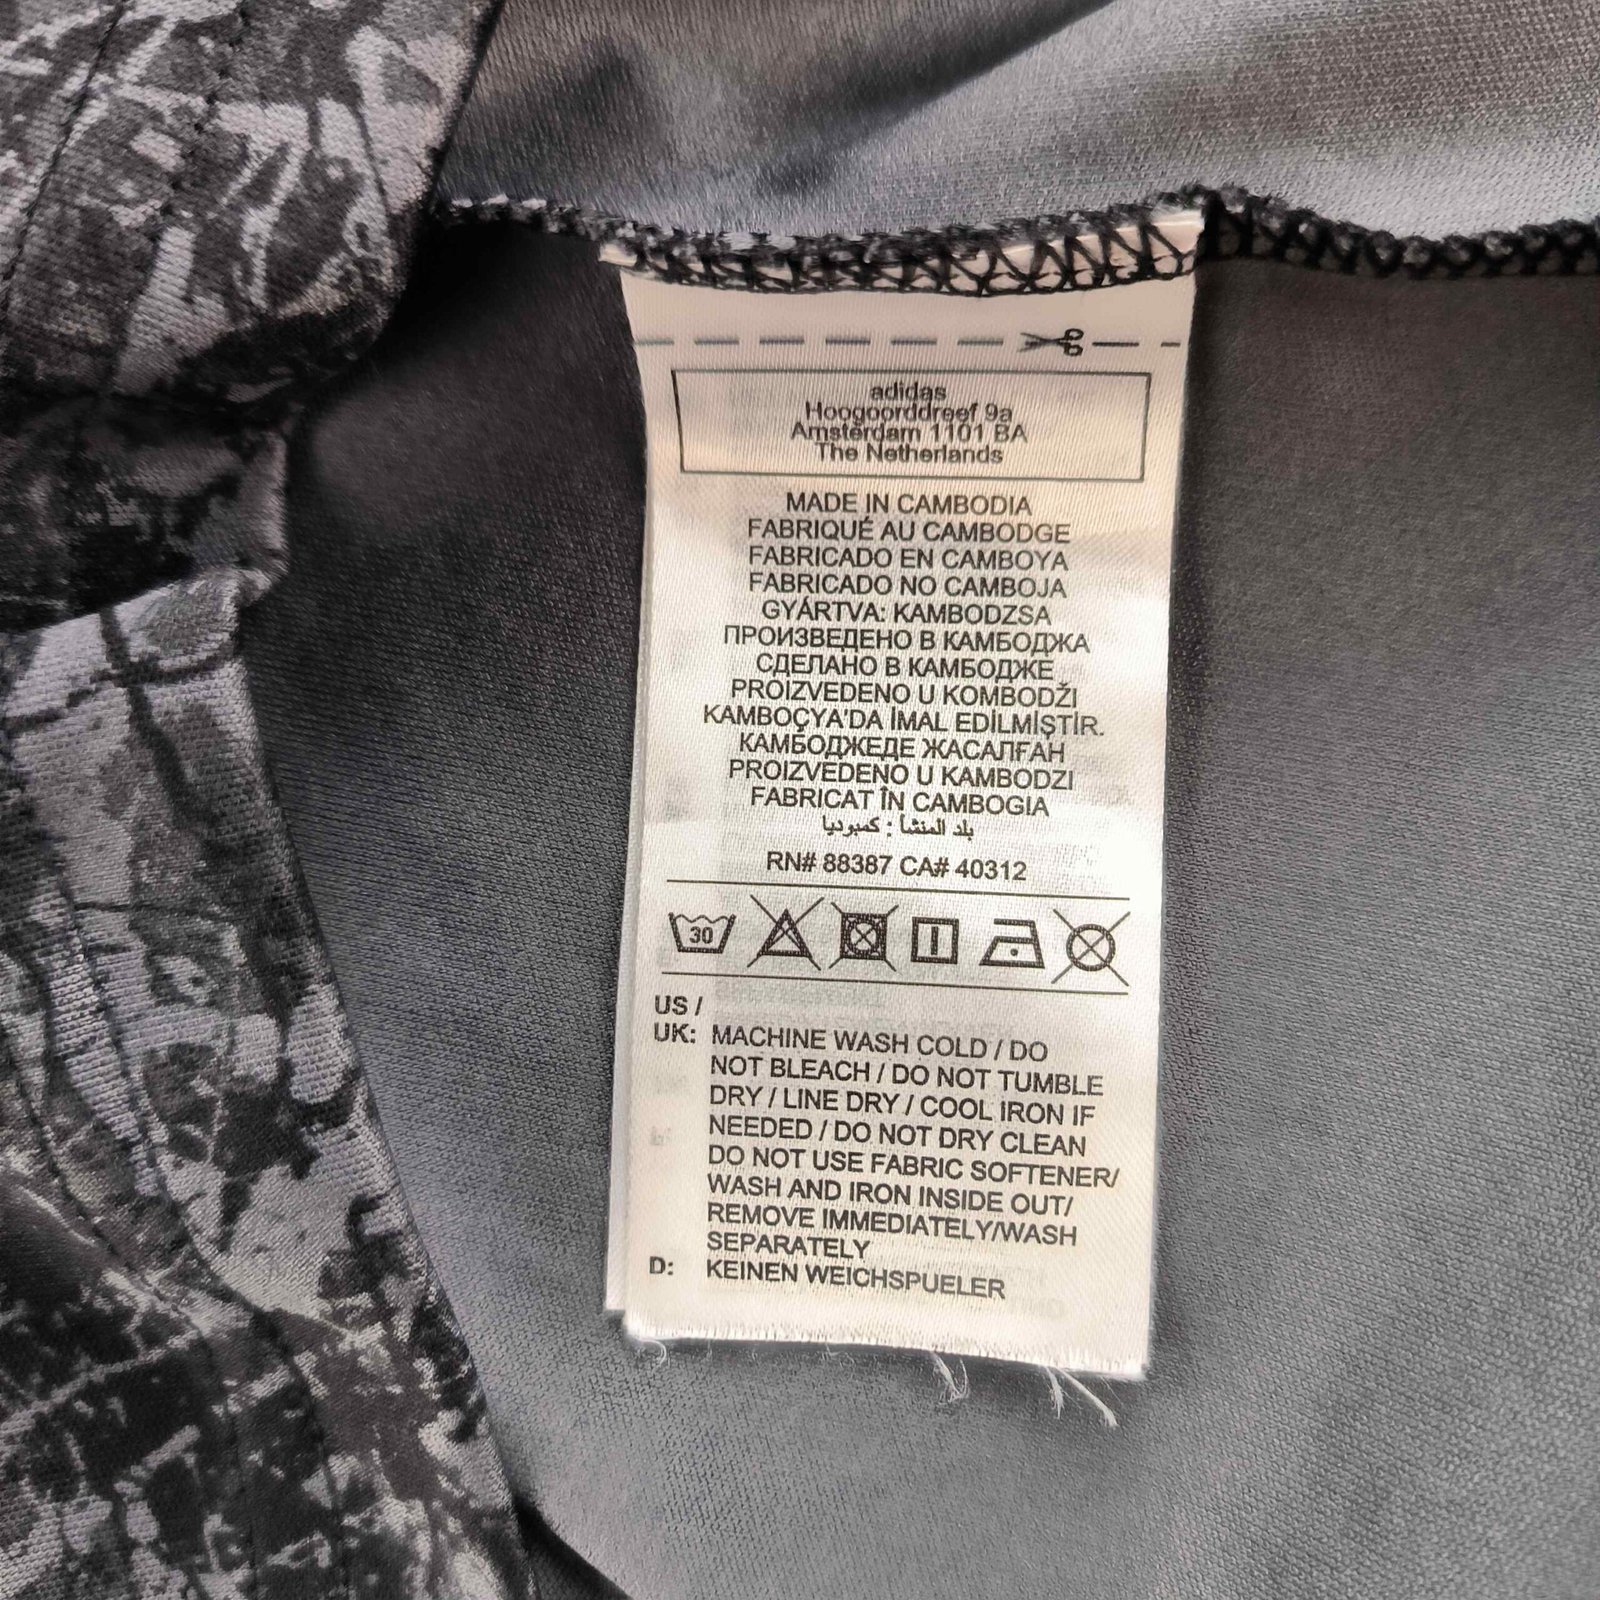 adidas
Hoogoorddreef 9a
Amsterdam 1101 BA
The Netherlands
MADE IN CAMBODIA
FABRIQUÉ AU CAMBODGE
FABRICADO EN CAMBOYA
FABRICADO NO CAMBOJA
GYÁRTVA: KAMBODZSA
ПРОИЗВЕДЕНО В КАМБОДЖА
СДЕЛАНО В КАМБОДЖЕ
PROIZVEDENO U KOMBODŽI
KAMBOÇYA'DA İMAL EDİLMİŞTİR.
КАМБОДЖЕДЕ ЖАСАЛҒАН
PROIZVEDENO U KAMBODZI
FABRICAT ÎN CAMBOGIA
بلد المنشأ : كمبوديا
RN# 88387 CA# 40312
30
US /
UK: MACHINE WASH COLD / DO
NOT BLEACH / DO NOT TUMBLE
DRY / LINE DRY / COOL IRON IF
NEEDED / DO NOT DRY CLEAN
DO NOT USE FABRIC SOFTENER/
WASH AND IRON INSIDE OUT/
REMOVE IMMEDIATELY/WASH
SEPARATELY
D: KEINEN WEICHSPUELER